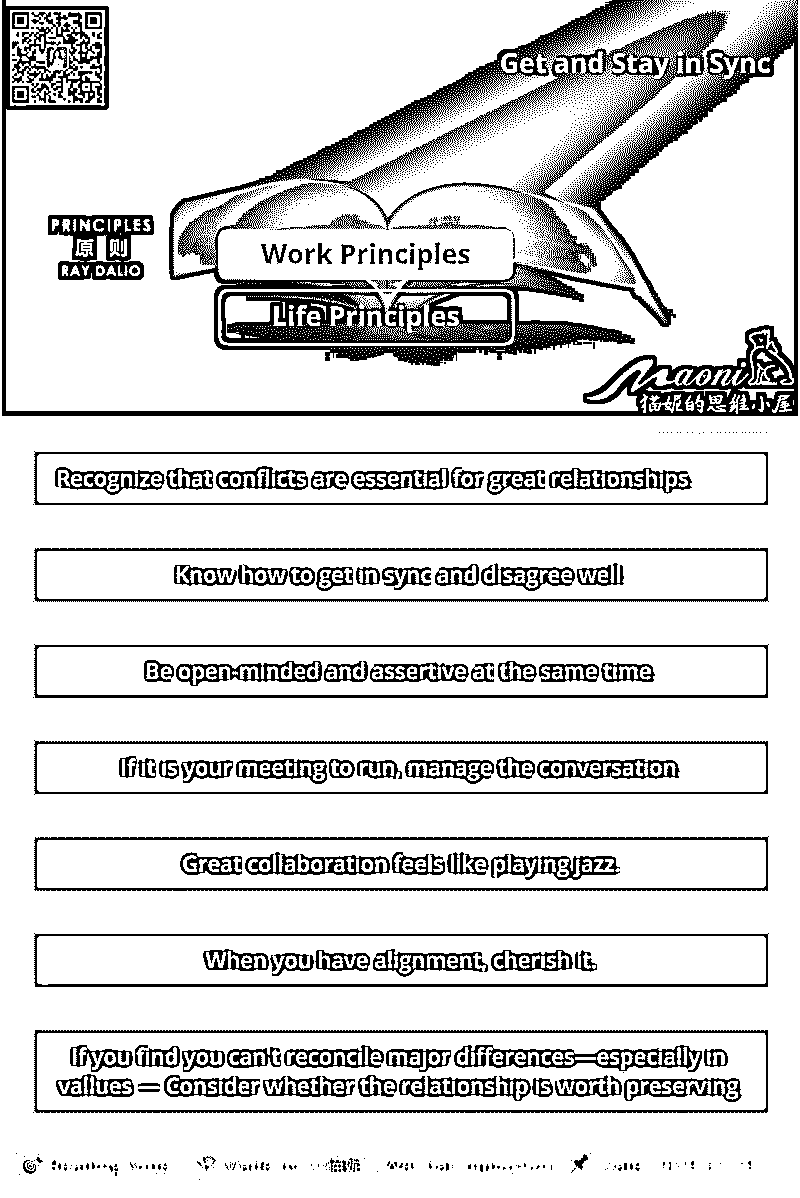 Get and Stay in Sync
PRINCIPLES
原则
RAY DALIO
Work Principles
Life Principles
Maoni
猫妮的思維小屋
Recognize that conflicts are essential for great relationships.
Know how to get in sync and disagree well.
Be open-minded and assertive at the same time.
If it is your meeting to run, manage the conversation.
Great collaboration feels like playing jazz.
When you have alignment, cherish it.
If you find you can't reconcile major differences—especially in
values — Consider whether the relationship is worth preserving.